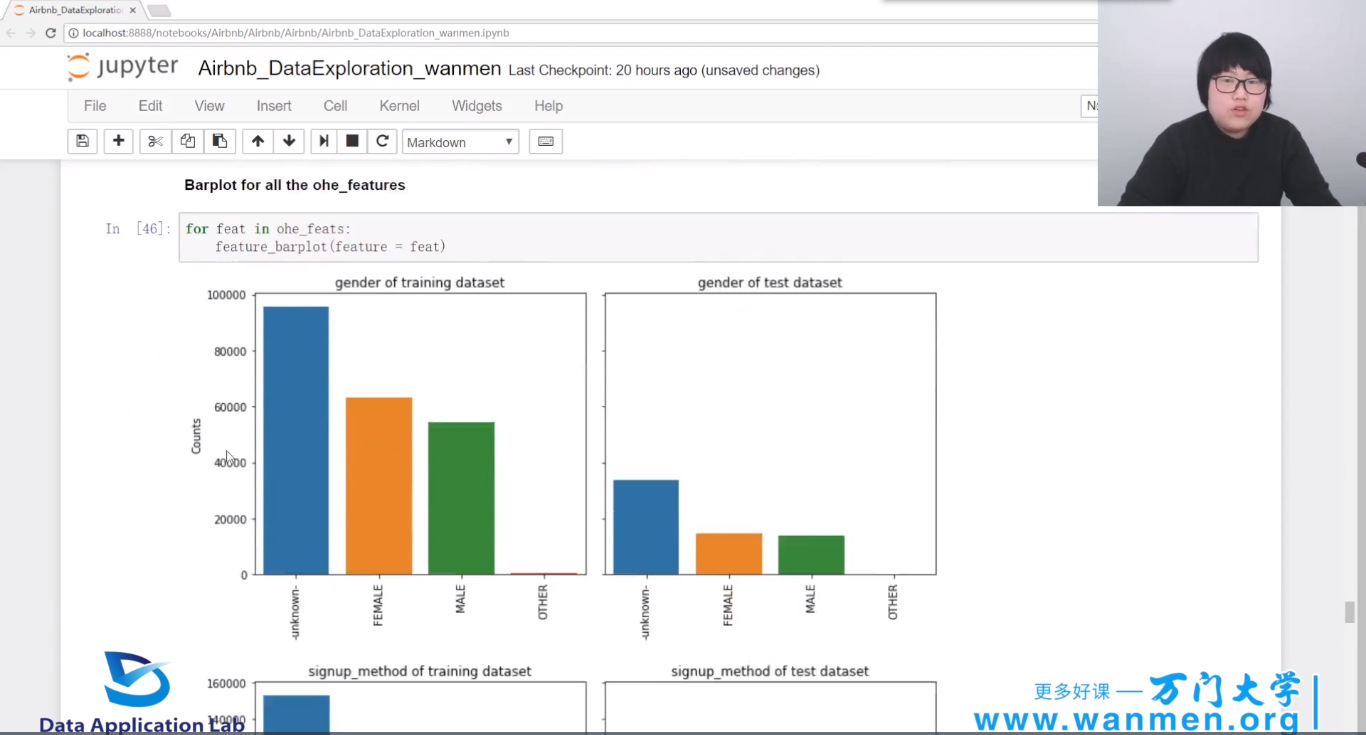 Airbnb_DataExploratio
localhost:8888/notebooks/Airbnb/Airbnb/Airbnb/Airbnb_DataExploration_wanmen.ipynb
jupyter Airbnb_DataExploration_wanmen Last Checkpoint: 20 hours ago (unsaved changes)
File Edit View Insert Cell Kernel Widgets Help
Markdown
Barplot for all the ohe_features
In [46]: for feat in ohe_feats:
feature_barplot(feature = feat)
gender of training dataset
gender of test dataset
100000
80000
60000
40000
20000
0
Counts
-unknown-
FEMALE
MALE
OTHER
-unknown-
FEMALE
MALE
OTHER
signup_method of training dataset
signup_method of test dataset
160000
140000
Data Application Lab
更多好课 — 万门大学
www.wanmen.org